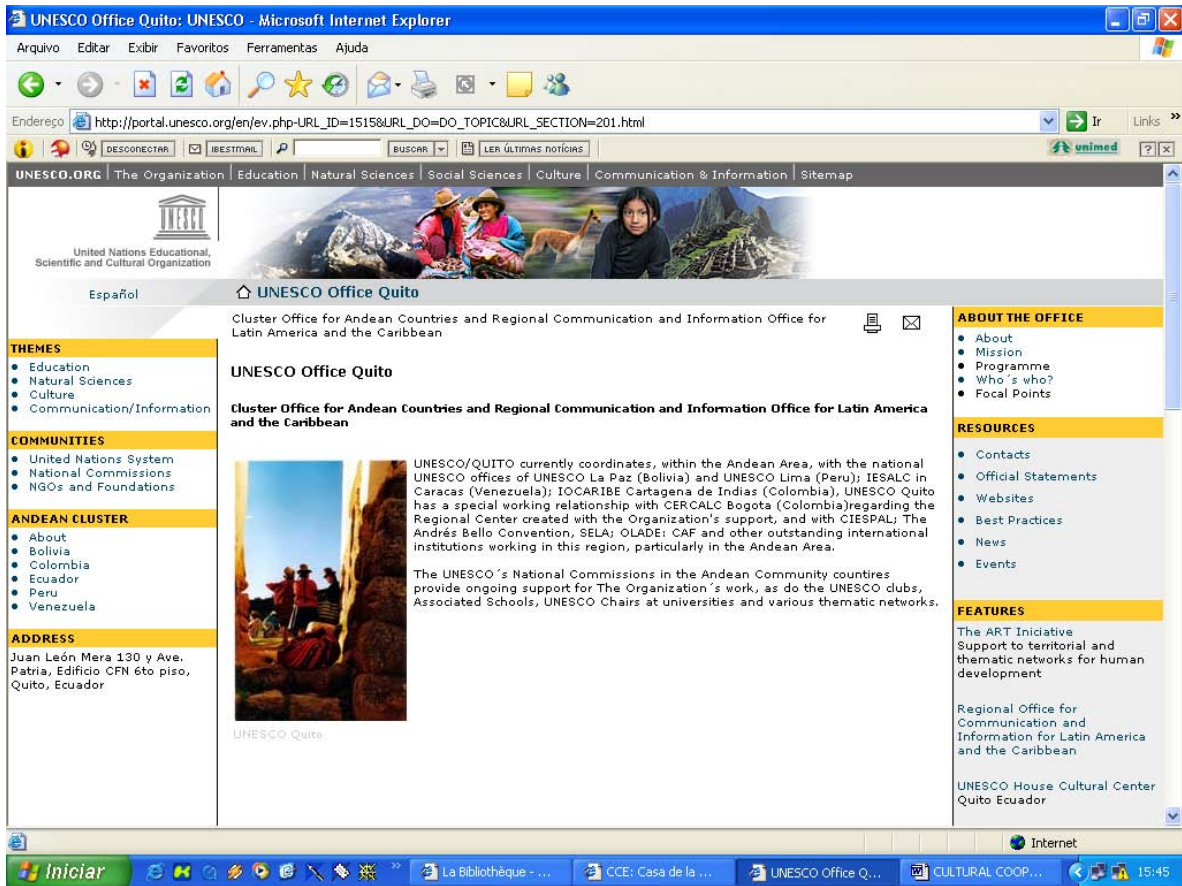 UNESCO Office Quito: UNESCO - Microsoft Internet Explorer
Arquivo Editar Exibir Favoritos Ferramentas Ajuda
Endereço http://portal.unesco.org/en/ev.php-URL_ID=1515&URL_DO=DO_TOPIC&URL_SECTION=201.html Ir Links »
DESCONECTAR IBESTMAIL BUSCAR LER ÚLTIMAS NOTÍCIAS unimed ? x
UNESCO.ORG The Organization Education Natural Sciences Social Sciences Culture Communication & Information Sitemap
UNESCO
United Nations Educational,
Scientific and Cultural Organization
Español
UNESCO Office Quito
THEMES
Education
Natural Sciences
Culture
Communication/Information
COMMUNITIES
United Nations System
National Commissions
NGOs and Foundations
ANDEAN CLUSTER
About
Bolivia
Colombia
Ecuador
Peru
Venezuela
ADDRESS
Juan León Mera 130 y Ave.
Patria, Edificio CFN 6to piso,
Quito, Ecuador
Cluster Office for Andean Countries and Regional Communication and Information Office for
Latin America and the Caribbean
UNESCO Office Quito
Cluster Office for Andean Countries and Regional Communication and Information Office for Latin America
and the Caribbean
UNESCO/QUITO currently coordinates, within the Andean Area, with the national
UNESCO offices of UNESCO La Paz (Bolivia) and UNESCO Lima (Peru); IESALC in
Caracas (Venezuela); IOCARIBE Cartagena de Indias (Colombia), UNESCO Quito
has a special working relationship with CERCALC Bogota (Colombia)regarding the
Regional Center created with the Organization's support, and with CIESPAL; The
Andrés Bello Convention, SELA; OLADE: CAF and other outstanding international
institutions working in this region, particularly in the Andean Area.
The UNESCO´s National Commissions in the Andean Community countires
provide ongoing support for The Organization´s work, as do the UNESCO clubs,
Associated Schools, UNESCO Chairs at universities and various thematic networks.
UNESCO Quito
ABOUT THE OFFICE
About
Mission
Programme
Who´s who?
Focal Points
RESOURCES
Contacts
Official Statements
Websites
Best Practices
News
Events
FEATURES
The ART Iniciative
Support to territorial and
thematic networks for human
development
Regional Office for
Communication and
Information for Latin America
and the Caribbean
UNESCO House Cultural Center
Quito Ecuador
Internet
Iniciar » La Bibliothèque - ... CCE: Casa de la ... UNESCO Office Q... CULTURAL COOP... 15:45